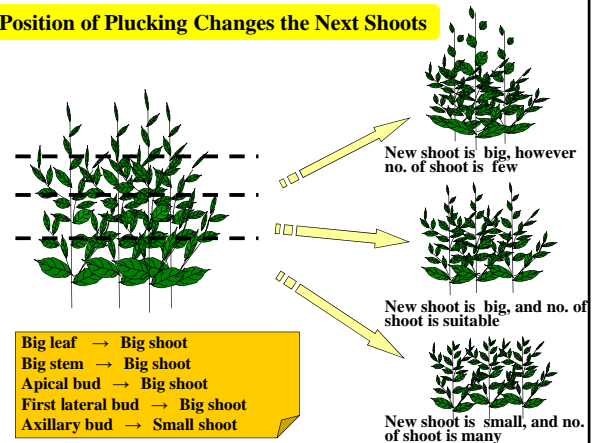 Position of Plucking Changes the Next Shoots
New shoot is big, however
no. of shoot is few
New shoot is big, and no. of
shoot is suitable
New shoot is small, and no.
of shoot is many
Big leaf → Big shoot
Big stem → Big shoot
Apical bud → Big shoot
First lateral bud → Big shoot
Axillary bud → Small shoot